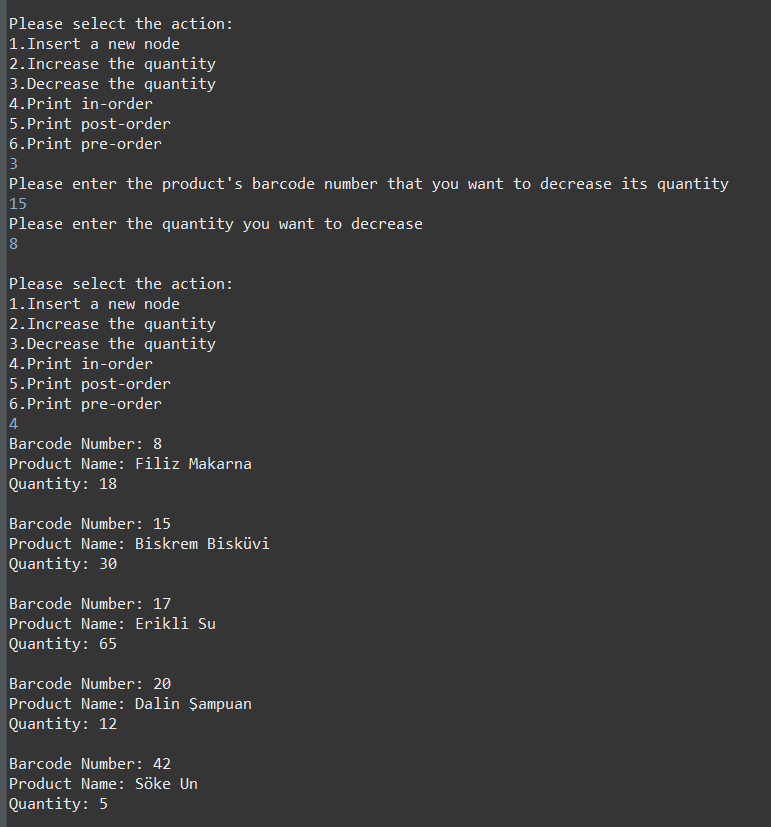 Please select the action:
1.Insert a new node
2.Increase the quantity
3.Decrease the quantity
4.Print in-order
5.Print post-order
6.Print pre-order
3
Please enter the product's barcode number that you want to decrease its quantity
15
Please enter the quantity you want to decrease
8

Please select the action:
1.Insert a new node
2.Increase the quantity
3.Decrease the quantity
4.Print in-order
5.Print post-order
6.Print pre-order
4
Barcode Number: 8
Product Name: Filiz Makarna
Quantity: 18

Barcode Number: 15
Product Name: Biskrem Bisküvi
Quantity: 30

Barcode Number: 17
Product Name: Erikli Su
Quantity: 65

Barcode Number: 20
Product Name: Dalin Şampuan
Quantity: 12

Barcode Number: 42
Product Name: Söke Un
Quantity: 5